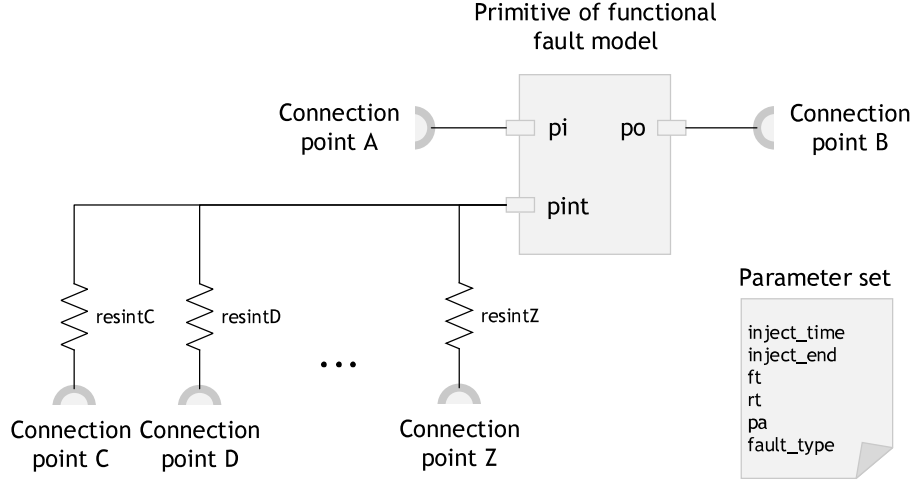 Primitive of functional
fault model
Connection
point A
pi
po
Connection
point B
pint
resintC
resintD
resintZ
...
Connection
point C
Connection
point D
Connection
point Z
Parameter set
inject_time
inject_end
ft
rt
pa
fault_type